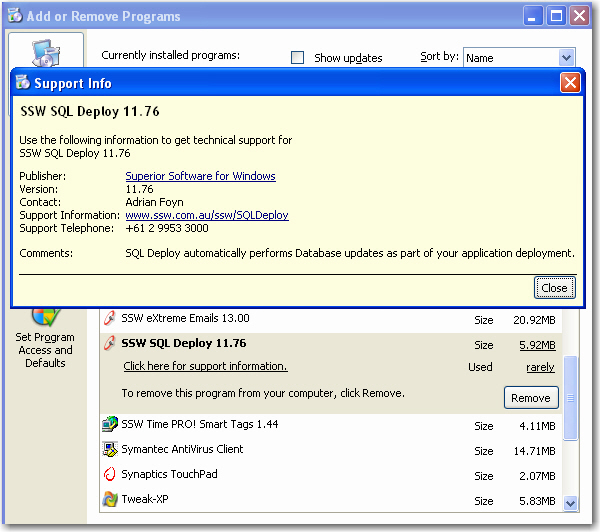 Add or Remove Programs
Currently installed programs: Show updates Sort by: Name
Support Info
SSW SQL Deploy 11.76
Use the following information to get technical support for
SSW SQL Deploy 11.76
Publisher: Superior Software for Windows
Version: 11.76
Contact: Adrian Foyn
Support Information: www.ssw.com.au/ssw/SQLDeploy
Support Telephone: +61 2 9953 3000
Comments: SQL Deploy automatically performs Database updates as part of your application deployment.
Close
Set Program
Access and
Defaults
SSW eXtreme Emails 13.00 Size 20.92MB
SSW SQL Deploy 11.76 Size 5.92MB
Click here for support information. Used rarely
To remove this program from your computer, click Remove. Remove
SSW Time PRO! Smart Tags 1.44 Size 4.11MB
Symantec AntiVirus Client Size 14.71MB
Synaptics TouchPad Size 2.07MB
Tweak-XP Size 5.83MB